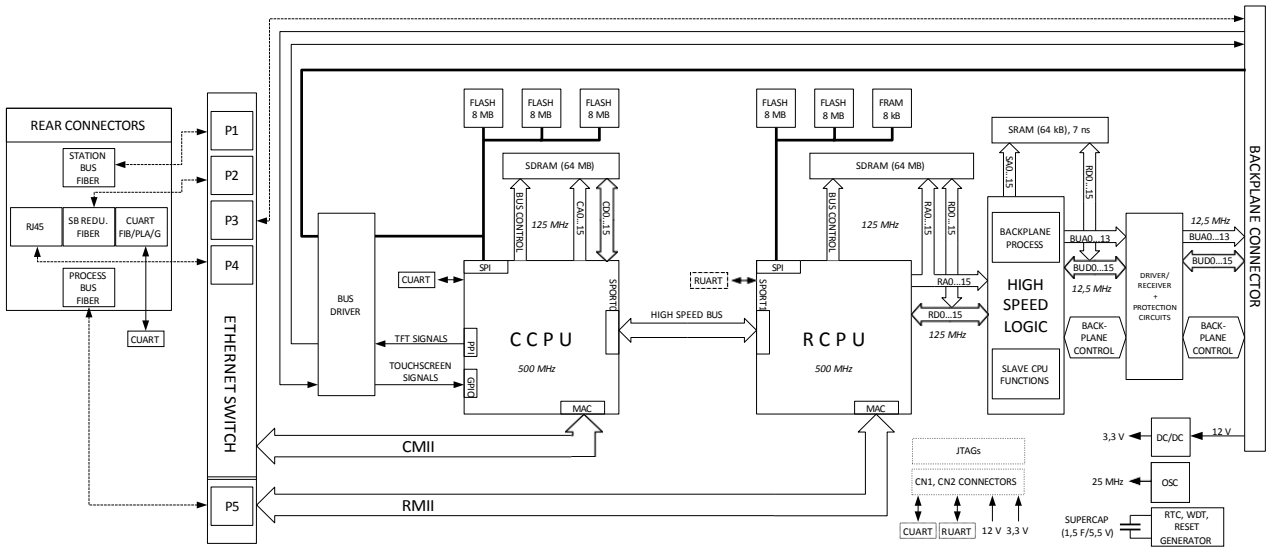 REAR CONNECTORS
STATION
BUS
FIBER
RJ45
SB REDU.
FIBER
CUART
FIB/PLA/G
PROCESS
BUS
FIBER
CUART
P1
P2
P3
P4
ETHERNET SWITCH
P5
BUS
DRIVER
FLASH
8 MB
FLASH
8 MB
FLASH
8 MB
SDRAM (64 MB)
BUS CONTROL
125 MHz
CA0...15
CD0...15
CUART
SPI
SPORT0
CCPU
500 MHz
PPI
GPIO
MAC
TFT SIGNALS
TOUCHSCREEN
SIGNALS
HIGH SPEED BUS
CMII
RMII
FLASH
8 MB
FLASH
8 MB
FRAM
8 kB
SDRAM (64 MB)
BUS CONTROL
125 MHz
RA0...15
RD0...15
RUART
SPI
SPORT1
RCPU
500 MHz
MAC
RA0...15
RD0...15
125 MHz
SRAM (64 kB), 7 ns
SA0...15
RD0...15
BACKPLANE
PROCESS
HIGH
SPEED
LOGIC
SLAVE CPU
FUNCTIONS
BUA0...13
BUD0...15
12,5 MHz
BACK-
PLANE
CONTROL
DRIVER/
RECEIVER
+
PROTECTION
CIRCUITS
12,5 MHz
BUA0...13
BUD0...15
BACK-
PLANE
CONTROL
BACKPLANE CONNECTOR
JTAGs
CN1, CN2 CONNECTORS
CUART
RUART
12 V
3,3 V
3,3 V
DC/DC
12 V
25 MHz
OSC
SUPERCAP
(1,5 F/5,5 V)
RTC, WDT,
RESET
GENERATOR